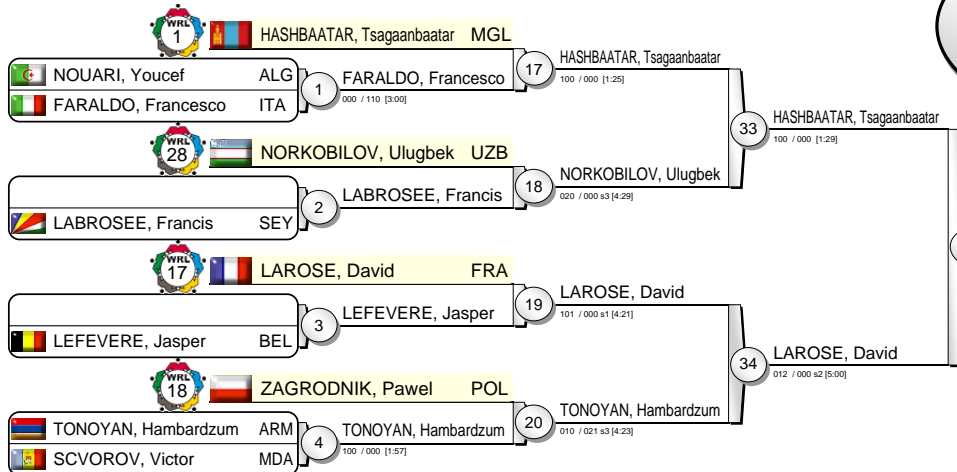 WRL 1 HASHBAATAR, Tsagaanbaatar MGL
NOUARI, Youcef ALG
FARALDO, Francesco ITA
1 FARALDO, Francesco
000 / 110 [3:00]
17 HASHBAATAR, Tsagaanbaatar
100 / 000 [1:25]
WRL 28 NORKOBILOV, Ulugbek UZB
LABROSEE, Francis SEY
2 LABROSEE, Francis
18 NORKOBILOV, Ulugbek
020 / 000 s3 [4:29]
33 HASHBAATAR, Tsagaanbaatar
100 / 000 [1:29]
WRL 17 LAROSE, David FRA
LEFEVERE, Jasper BEL
3 LEFEVERE, Jasper
19 LAROSE, David
101 / 000 s1 [4:21]
WRL 18 ZAGRODNIK, Pawel POL
TONOYAN, Hambardzum ARM
SCVOROV, Victor MDA
4 TONOYAN, Hambardzum
100 / 000 [1:57]
20 TONOYAN, Hambardzum
010 / 021 s3 [4:23]
34 LAROSE, David
012 / 000 s2 [5:00]